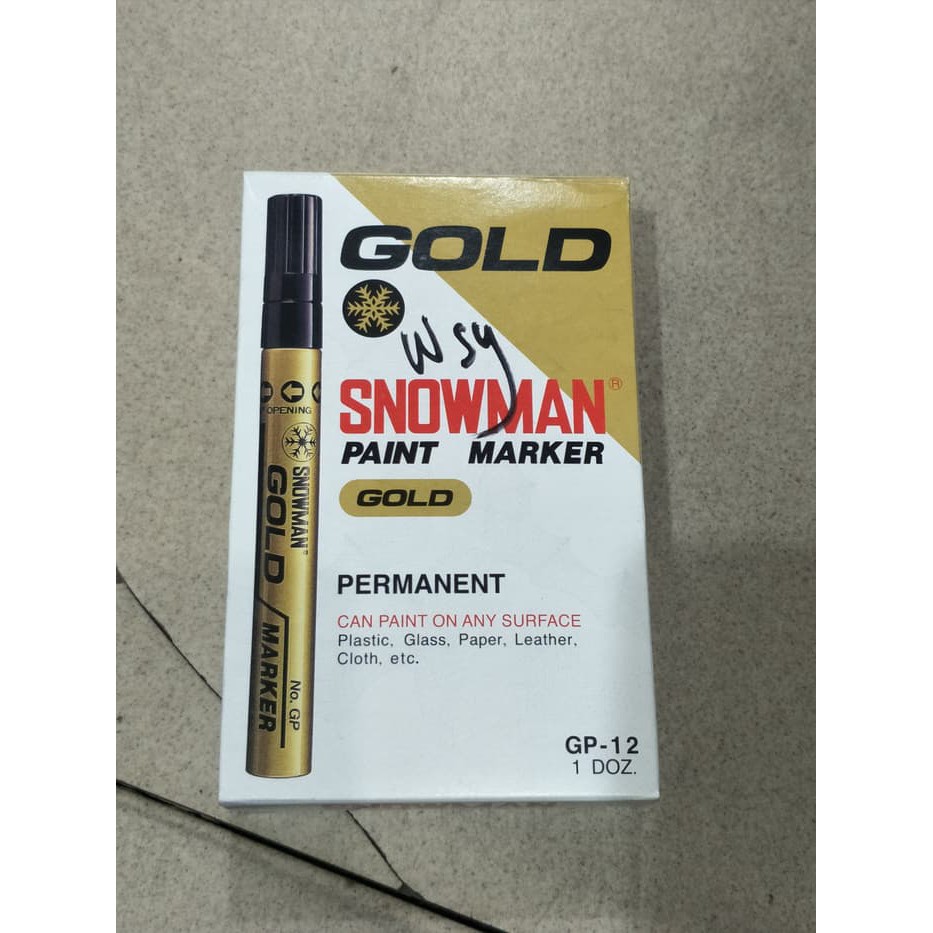 GOLD
wsy
SNOWMAN®
PAINT MARKER
GOLD
PERMANENT
CAN PAINT ON ANY SURFACE
Plastic, Glass, Paper, Leather,
Cloth, etc.
GP-12
1 DOZ.
OPENING
SNOWMAN
GOLD
MARKER
No. GP